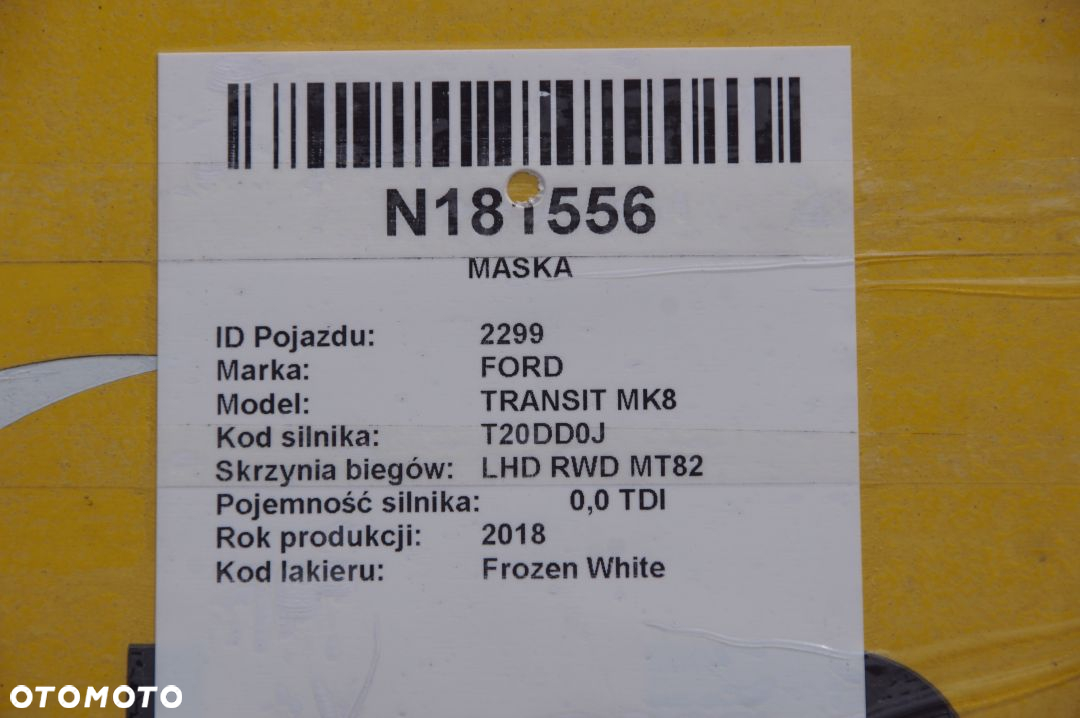 N181556
MASKA
ID Pojazdu: 2299
Marka: FORD
Model: TRANSIT MK8
Kod silnika: T20DD0J
Skrzynia biegów: LHD RWD MT82
Pojemność silnika: 0,0 TDI
Rok produkcji: 2018
Kod lakieru: Frozen White
OTOMOTO